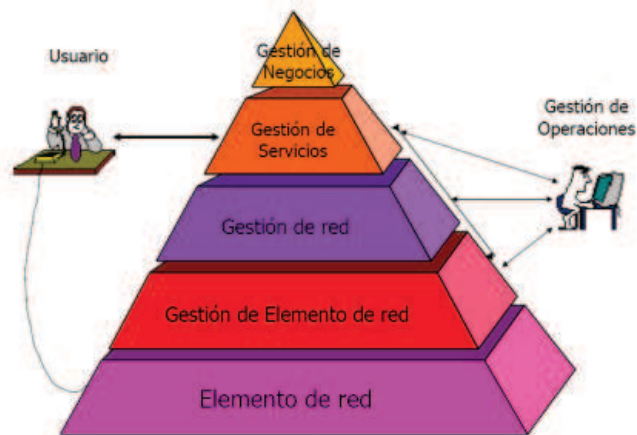 Usuario
Gestión de
Negocios
Gestión de
Operaciones
Gestión de
Servicios
Gestión de red
Gestión de Elemento de red
Elemento de red